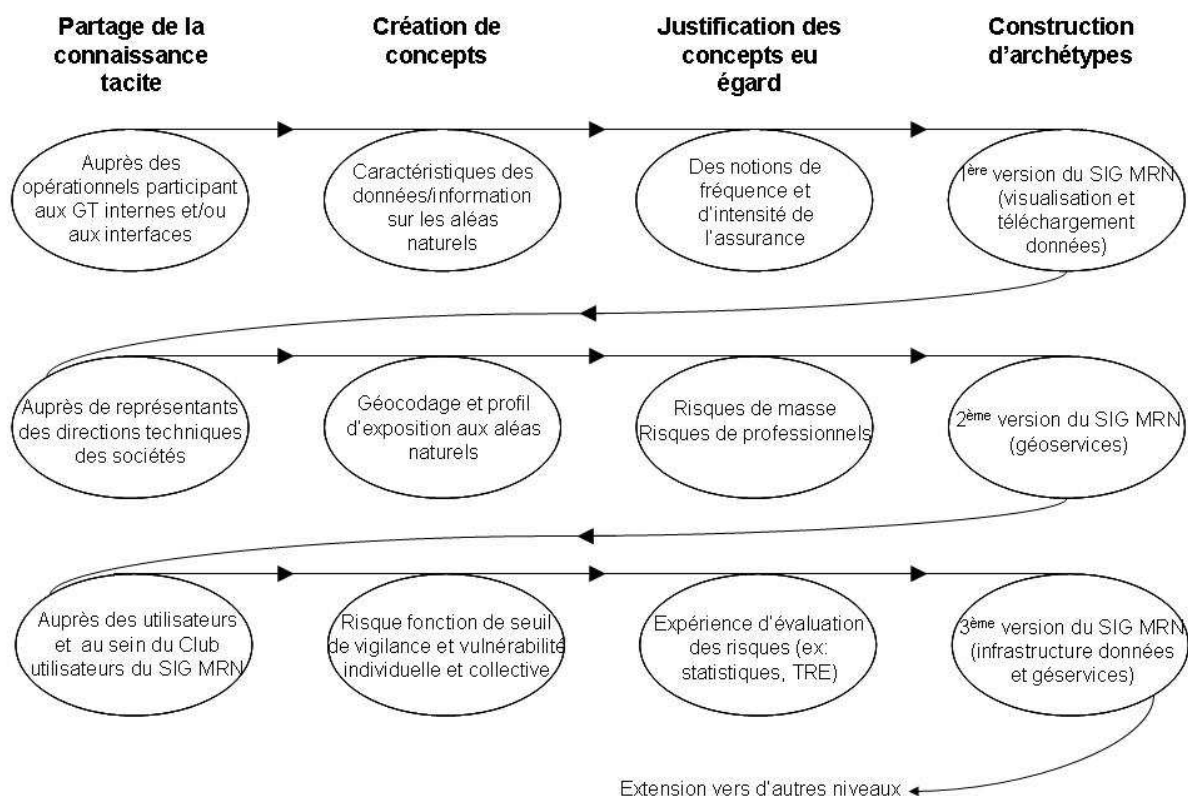 Partage de la
connaissance
tacite
Création de
concepts
Justification des
concepts eu
égard
Construction
d'archétypes
Auprès des
opérationnels participant
aux GT internes et/ou
aux interfaces
Caractéristiques des
données/information
sur les aléas
naturels
Des notions de
fréquence et
d'intensité de
l'assurance
1ère version du SIG MRN
(visualisation et
téléchargement
données)
Auprès de représentants
des directions techniques
des sociétés
Géocodage et profil
d'exposition aux aléas
naturels
Risques de masse
Risques de professionnels
2ème version du SIG MRN
(géoservices)
Auprès des utilisateurs
et au sein du Club
utilisateurs du SIG MRN
Risque fonction de seuil
de vigilance et vulnérabilité
individuelle et collective
Expérience d'évaluation
des risques (ex:
statistiques, TRE)
3ème version du SIG MRN
(infrastructure données
et géservices)
Extension vers d'autres niveaux